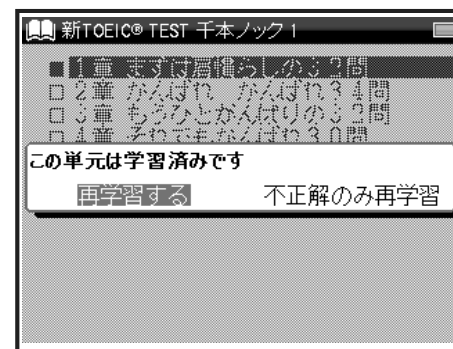 新TOEIC® TEST 千本ノック 1
■1章 まずは肩慣らしの32問
□2章 がんばれ、がんばれ34問
□3章 もうひとがんばりの32問
□4章 それでもがんばれ30問
この単元は学習済みです
再学習する 不正解のみ再学習